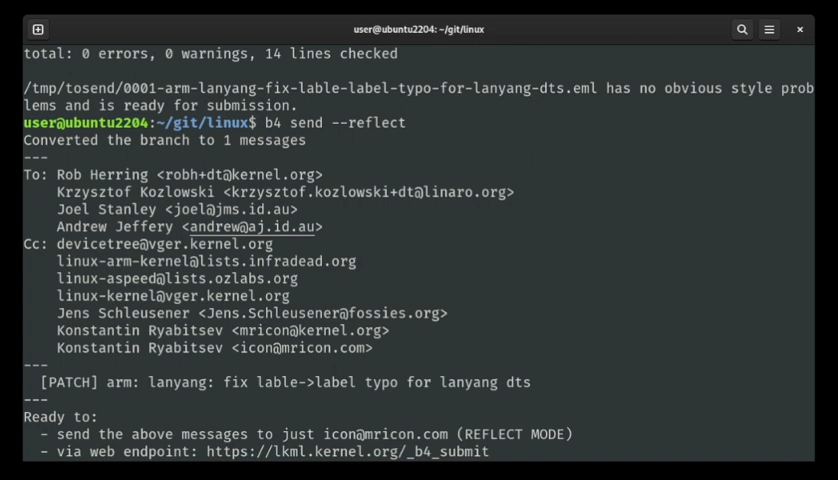 user@ubuntu2204: ~/git/linux
total: 0 errors, 0 warnings, 14 lines checked
/tmp/tosend/0001-arm-lanyang-fix-lable-label-typo-for-lanyang-dts.eml has no obvious style prob
lems and is ready for submission.
user@ubuntu2204:~/git/linux$ b4 send --reflect
Converted the branch to 1 messages
---
To: Rob Herring <robh+dt@kernel.org>
    Krzysztof Kozlowski <krzysztof.kozlowski+dt@linaro.org>
    Joel Stanley <joel@jms.id.au>
    Andrew Jeffery <andrew@aj.id.au>
Cc: devicetree@vger.kernel.org
    linux-arm-kernel@lists.infradead.org
    linux-aspeed@lists.ozlabs.org
    linux-kernel@vger.kernel.org
    Jens Schleusener <Jens.Schleusener@fossies.org>
    Konstantin Ryabitsev <mricon@kernel.org>
    Konstantin Ryabitsev <icon@mricon.com>
---
  [PATCH] arm: lanyang: fix lable->label typo for lanyang dts
---
Ready to:
  - send the above messages to just icon@mricon.com (REFLECT MODE)
  - via web endpoint: https://lkml.kernel.org/_b4_submit